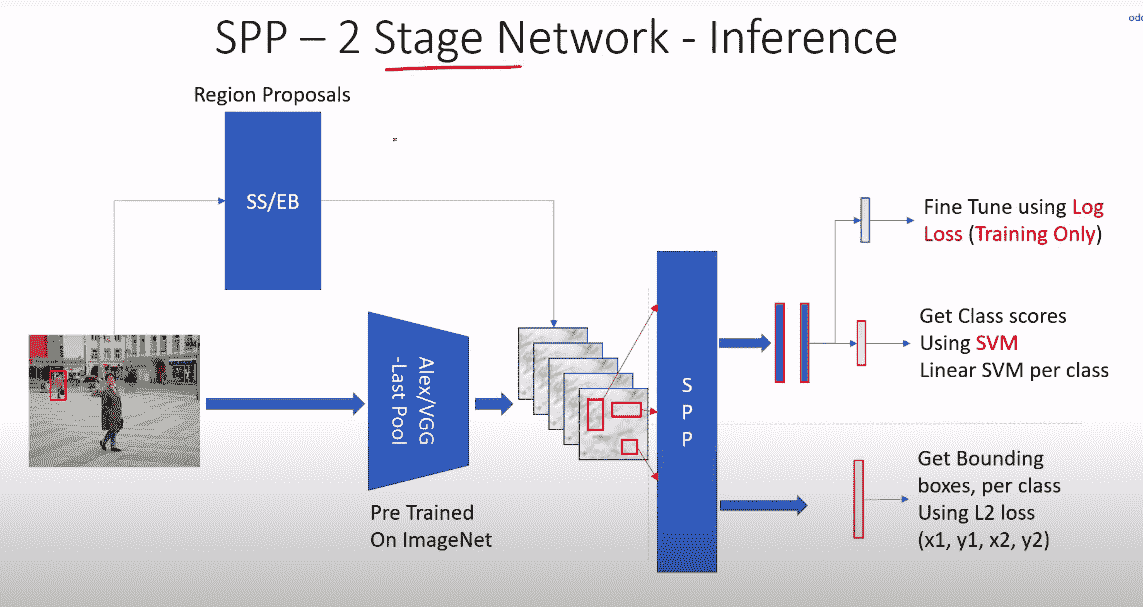 SPP – 2 Stage Network - Inference
Region Proposals
SS/EB
Alex/VGG
-Last Pool
Pre Trained
On ImageNet
S
P
P
Fine Tune using Log
Loss (Training Only)
Get Class scores
Using SVM
Linear SVM per class
Get Bounding
boxes, per class
Using L2 loss
(x1, y1, x2, y2)